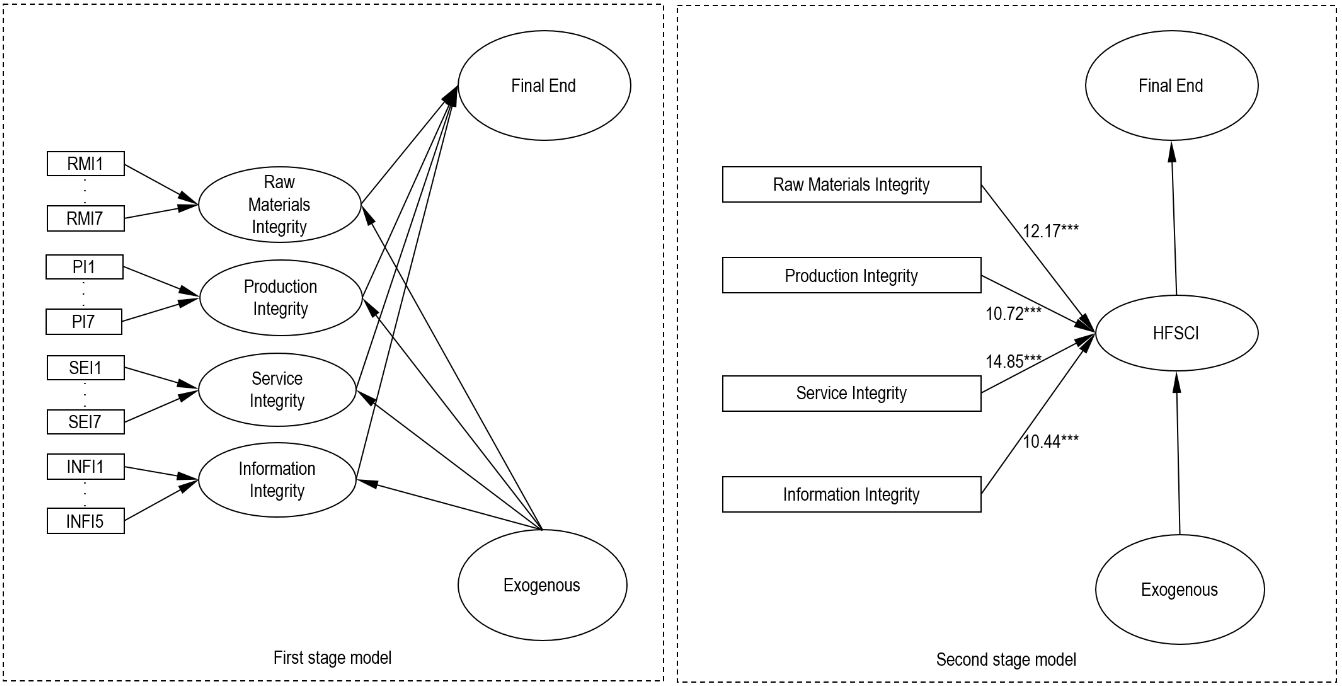 Final End
RMI1
RMI7
Raw
Materials
Integrity
PI1
PI7
Production
Integrity
SEI1
SEI7
Service
Integrity
INFI1
INFI5
Information
Integrity
Exogenous
First stage model
Final End
Raw Materials Integrity
12.17***
Production Integrity
10.72***
HFSCI
14.85***
Service Integrity
10.44***
Information Integrity
Exogenous
Second stage model